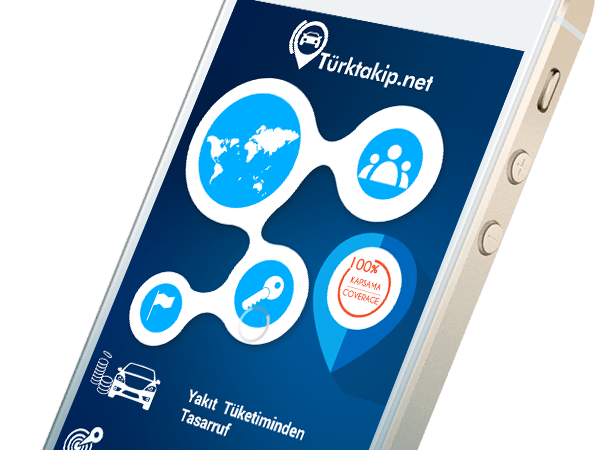 Türktakip.net
100%
KAPSAMA
COVERAGE
Yakıt Tüketiminden
Tasarruf